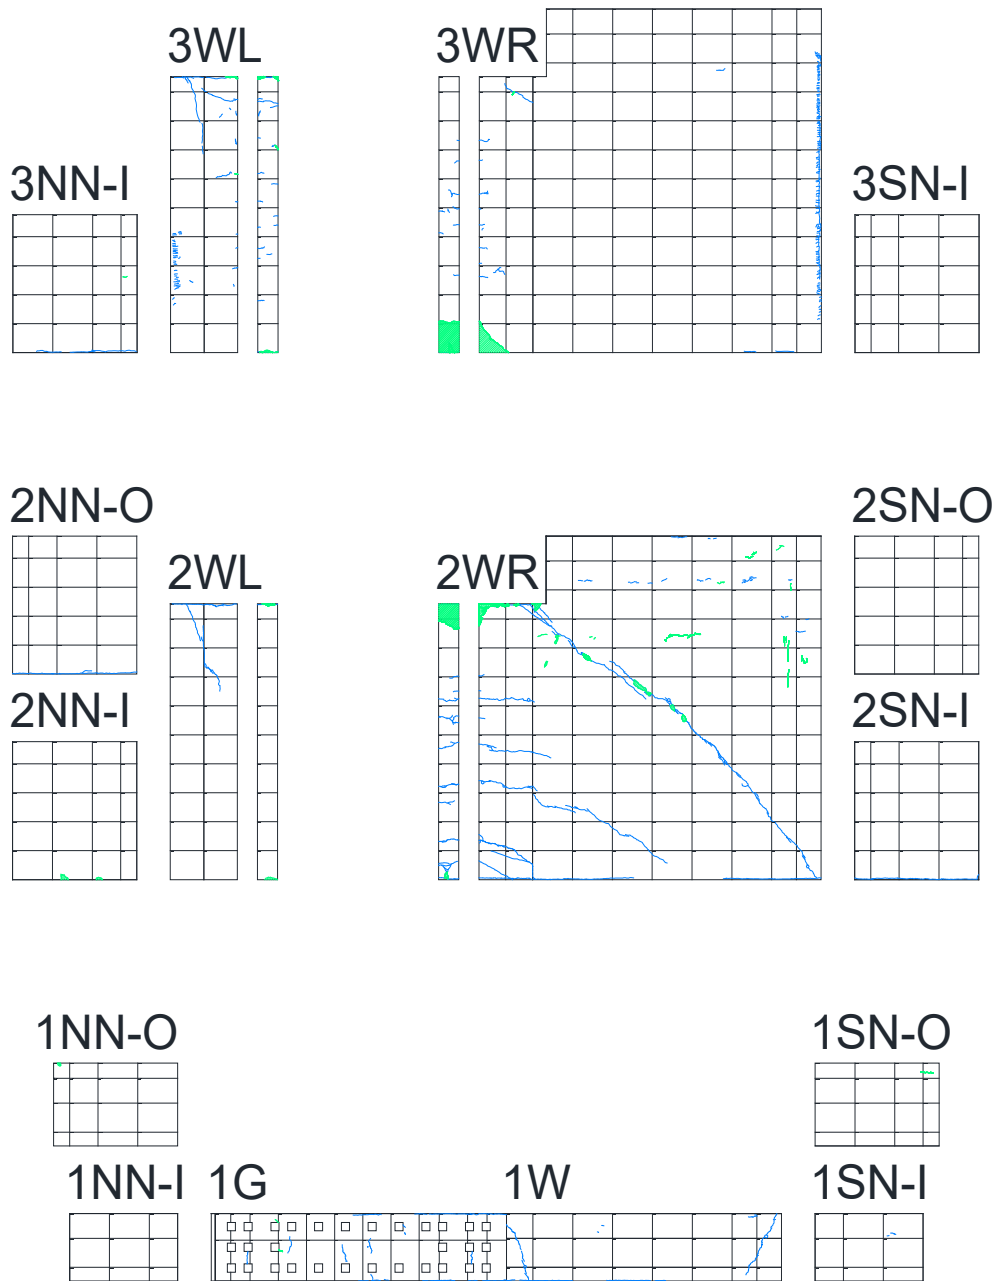 3WL 3WR
3NN-I 3SN-I
2NN-O 2SN-O
2WL 2WR
2NN-I 2SN-I
1NN-O 1SN-O
1NN-I 1G 1W 1SN-I